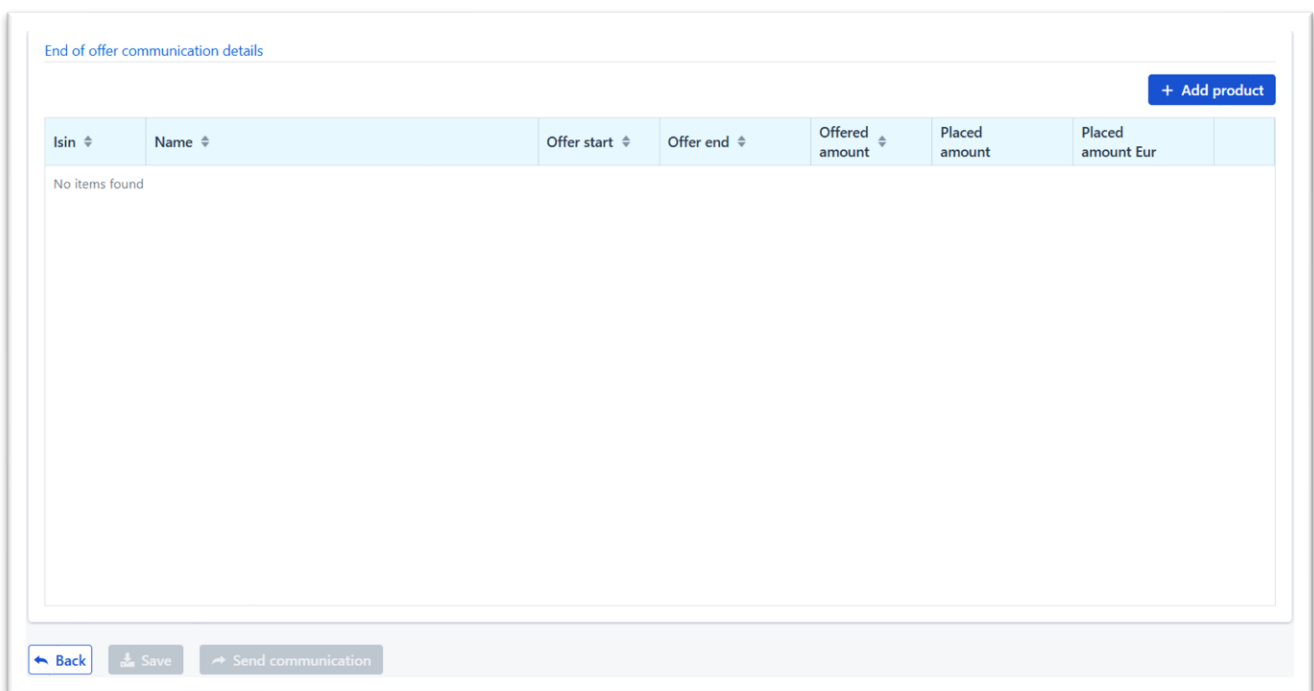 End of offer communication details
+ Add product
Isin Name Offer start Offer end Offered amount Placed amount Placed amount Eur
No items found
Back Save Send communication